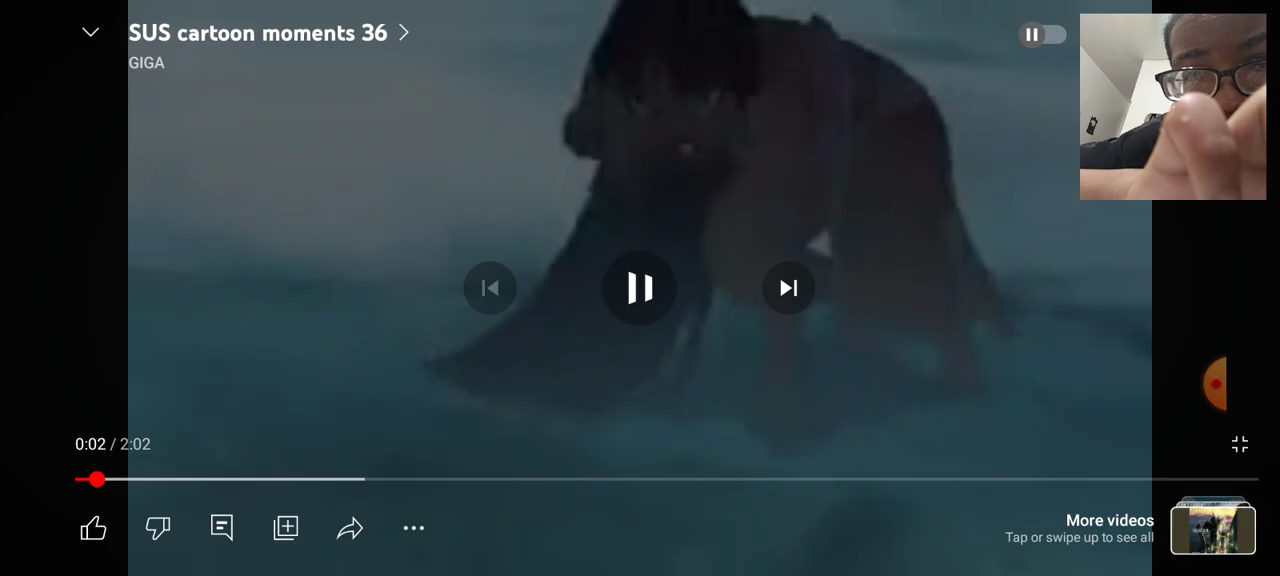 SUS cartoon moments 36
GIGA
0:02 / 2:02
More videos
Tap or swipe up to see all